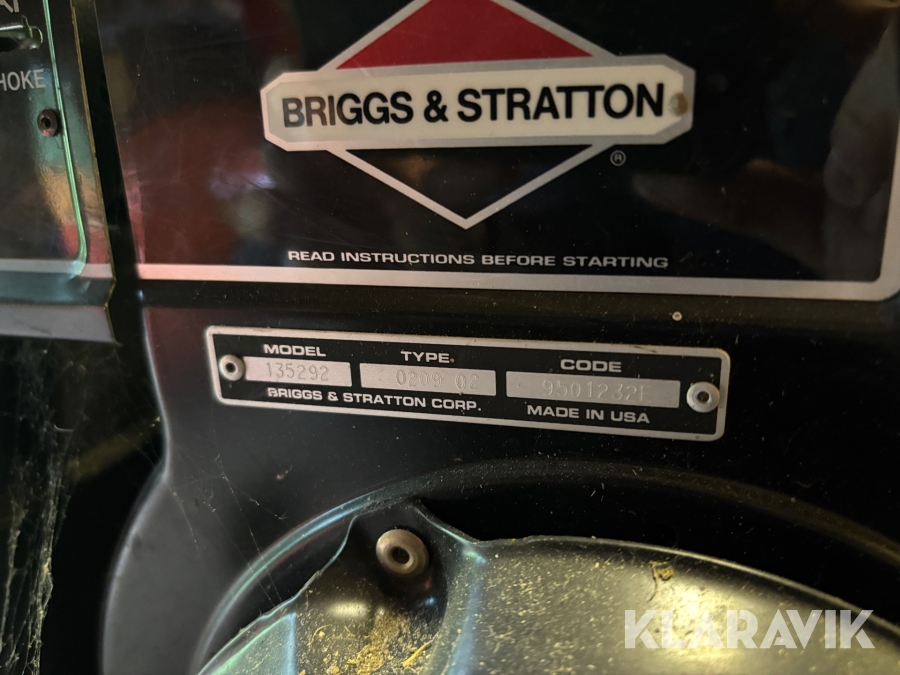 HOKE
BRIGGS & STRATTON
®
READ INSTRUCTIONS BEFORE STARTING
MODEL TYPE CODE
135292 0209 02 9501232E
BRIGGS & STRATTON CORP. MADE IN USA
KLARAVIK